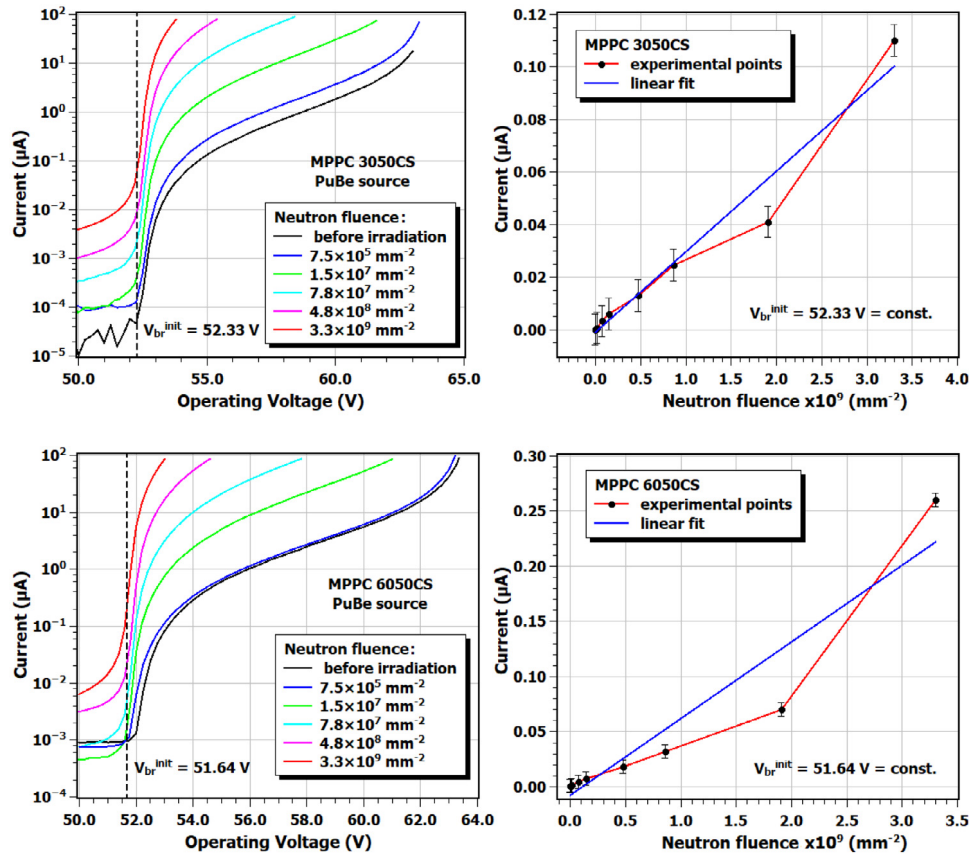 10²
10¹
10⁰
10⁻¹
10⁻²
10⁻³
10⁻⁴
10⁻⁵
Current (µA)
MPPC 3050CS
PuBe source
Neutron fluence:
before irradiation
7.5×10⁵ mm⁻²
1.5×10⁷ mm⁻²
7.8×10⁷ mm⁻²
4.8×10⁸ mm⁻²
3.3×10⁹ mm⁻²
V_br^init = 52.33 V
50.0 55.0 60.0 65.0
Operating Voltage (V)
0.12
0.10
0.08
0.06
0.04
0.02
0.00
Current (µA)
MPPC 3050CS
experimental points
linear fit
V_br^init = 52.33 V = const.
0.0 0.5 1.0 1.5 2.0 2.5 3.0 3.5 4.0
Neutron fluence x10⁹ (mm⁻²)
10²
10¹
10⁰
10⁻¹
10⁻²
10⁻³
10⁻⁴
Current (µA)
MPPC 6050CS
PuBe source
Neutron fluence:
before irradiation
7.5×10⁵ mm⁻²
1.5×10⁷ mm⁻²
7.8×10⁷ mm⁻²
4.8×10⁸ mm⁻²
3.3×10⁹ mm⁻²
V_br^init = 51.64 V
50.0 52.0 54.0 56.0 58.0 60.0 62.0 64.0
Operating Voltage (V)
0.30
0.25
0.20
0.15
0.10
0.05
0.00
Current (µA)
MPPC 6050CS
experimental points
linear fit
V_br^init = 51.64 V = const.
0.0 0.5 1.0 1.5 2.0 2.5 3.0 3.5
Neutron fluence x10⁹ (mm⁻²)